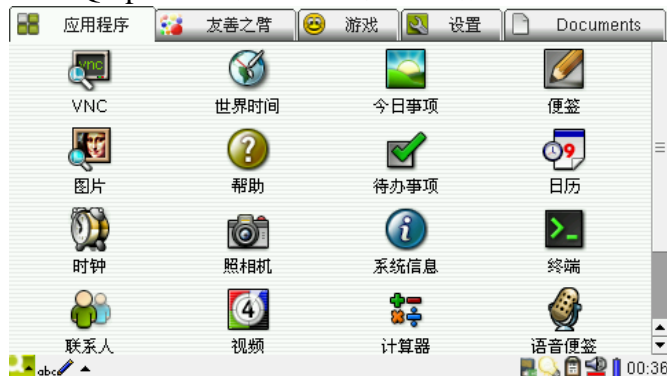 应用程序 友善之臂 游戏 设置 Documents
VNC 世界时间 今日事项 便签
图片 帮助 待办事项 日历
时钟 照相机 系统信息 终端
联系人 视频 计算器 语音便签
abc 00:36